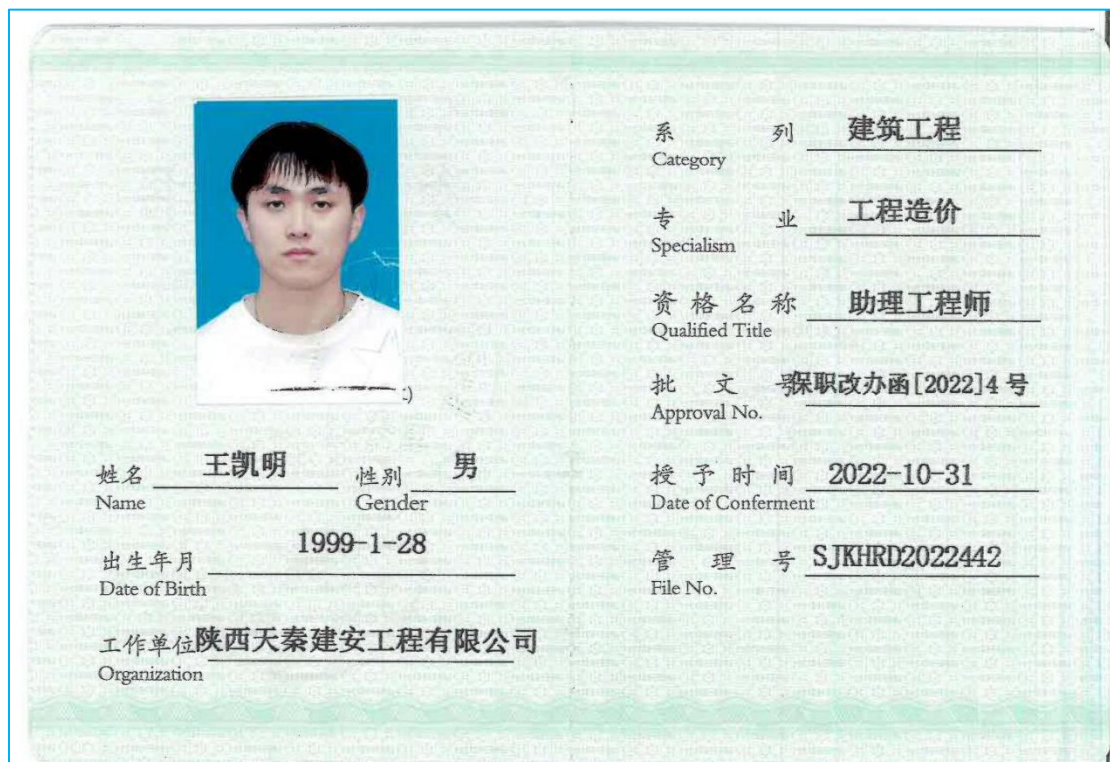 姓名 王凯明 性别 男
Name Gender
出生年月 1999-1-28
Date of Birth
工作单位 陕西天秦建安工程有限公司
Organization
系列 建筑工程
Category
专业 工程造价
Specialism
资格名称 助理工程师
Qualified Title
批文号 保职改办函[2022]4 号
Approval No.
授予时间 2022-10-31
Date of Conferment
管理号 SJKHRD2022442
File No.